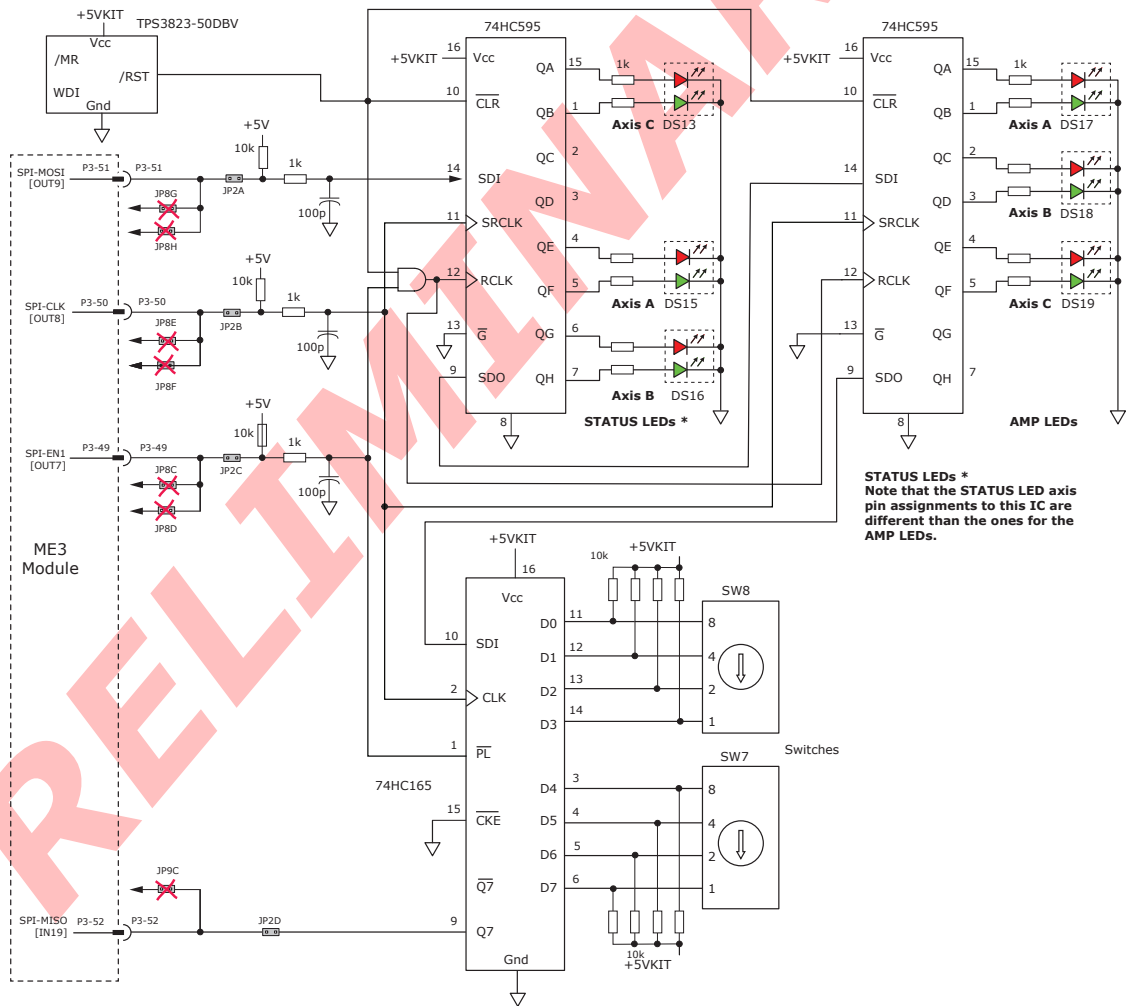 +5VKIT
TPS3823-50DBV
Vcc
/MR
/RST
WDI
Gnd
+5V
10k
1k
100p
SPI-MOSI
[OUT9]
P3-51
P3-51
JP8G
JP8H
JP2A
SPI-CLK
[OUT8]
P3-50
P3-50
+5V
10k
1k
JP8E
JP8F
JP2B
100p
SPI-EN1
[OUT7]
P3-49
P3-49
+5V
10k
1k
JP8C
JP8D
JP2C
100p
ME3
Module
JP9C
SPI-MISO
[IN19]
P3-52
P3-52
JP2D
74HC595
+5VKIT
16
Vcc
10
CLR
14
SDI
11
SRCLK
12
RCLK
13
G
9
SDO
8
QA
15
1k
QB
1
Axis C
DS13
QC
2
QD
3
QE
4
QF
5
Axis A
DS15
QG
6
QH
7
Axis B
DS16
STATUS LEDs *
74HC595
+5VKIT
16
Vcc
10
CLR
14
SDI
11
SRCLK
12
RCLK
13
G
9
SDO
8
QA
15
1k
QB
1
Axis A
DS17
QC
2
QD
3
Axis B
DS18
QE
4
QF
5
Axis C
DS19
QG
QH
7
AMP LEDs
STATUS LEDs *
Note that the STATUS LED axis
pin assignments to this IC are
different than the ones for the
AMP LEDs.
+5VKIT
16
Vcc
10
SDI
2
CLK
1
PL
74HC165
15
CKE
Q7
9
Q7
Gnd
D0
11
D1
12
D2
13
D3
14
D4
3
D5
4
D6
5
D7
6
+5VKIT
10k
SW8
8
4
2
1
Switches
SW7
8
4
2
1
10k
+5VKIT
RELIMINAR